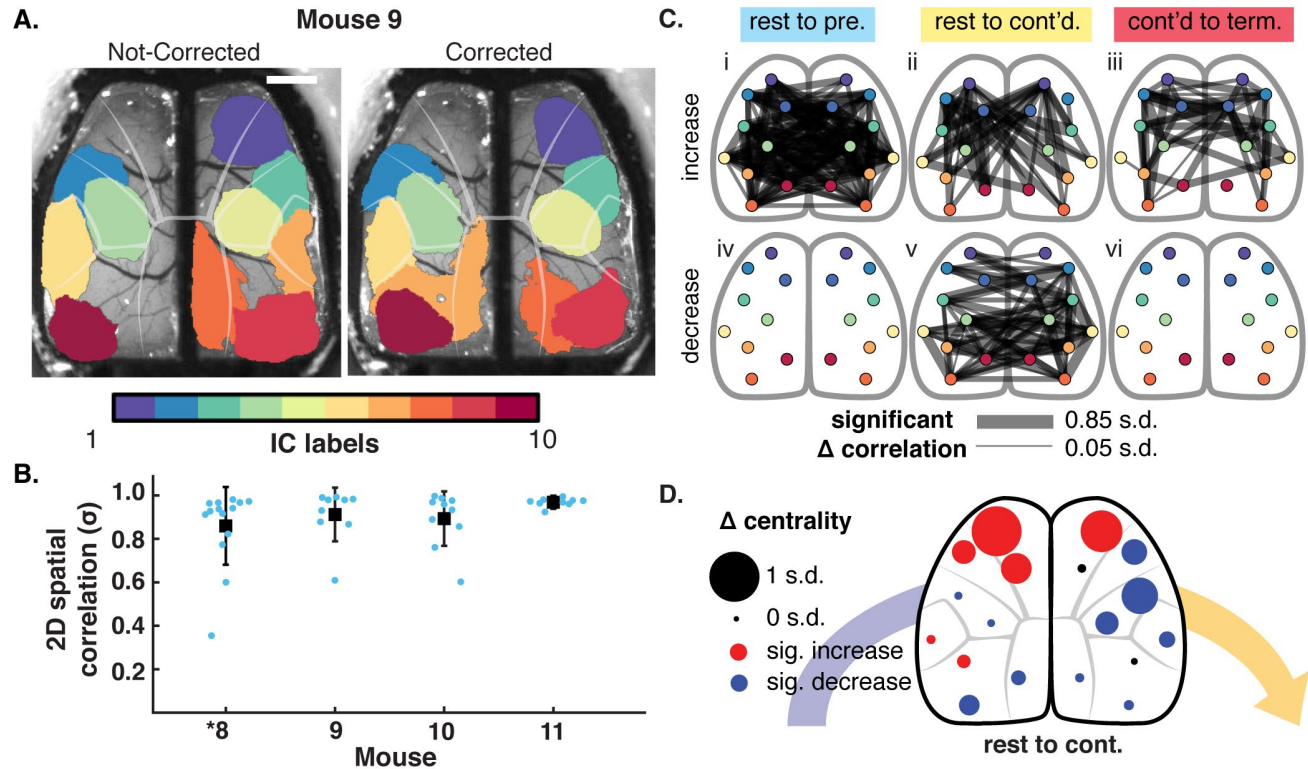 A.
Mouse 9
Not-Corrected
Corrected
1
IC labels
10
B.
2D spatial
correlation (σ)
1.0
0.8
0.6
0.4
0.2
*8
9
10
11
Mouse
C.
rest to pre.
rest to cont'd.
cont'd to term.
increase
i
ii
iii
decrease
iv
v
vi
significant
Δ correlation
0.85 s.d.
0.05 s.d.
D.
Δ centrality
1 s.d.
0 s.d.
sig. increase
sig. decrease
rest to cont.